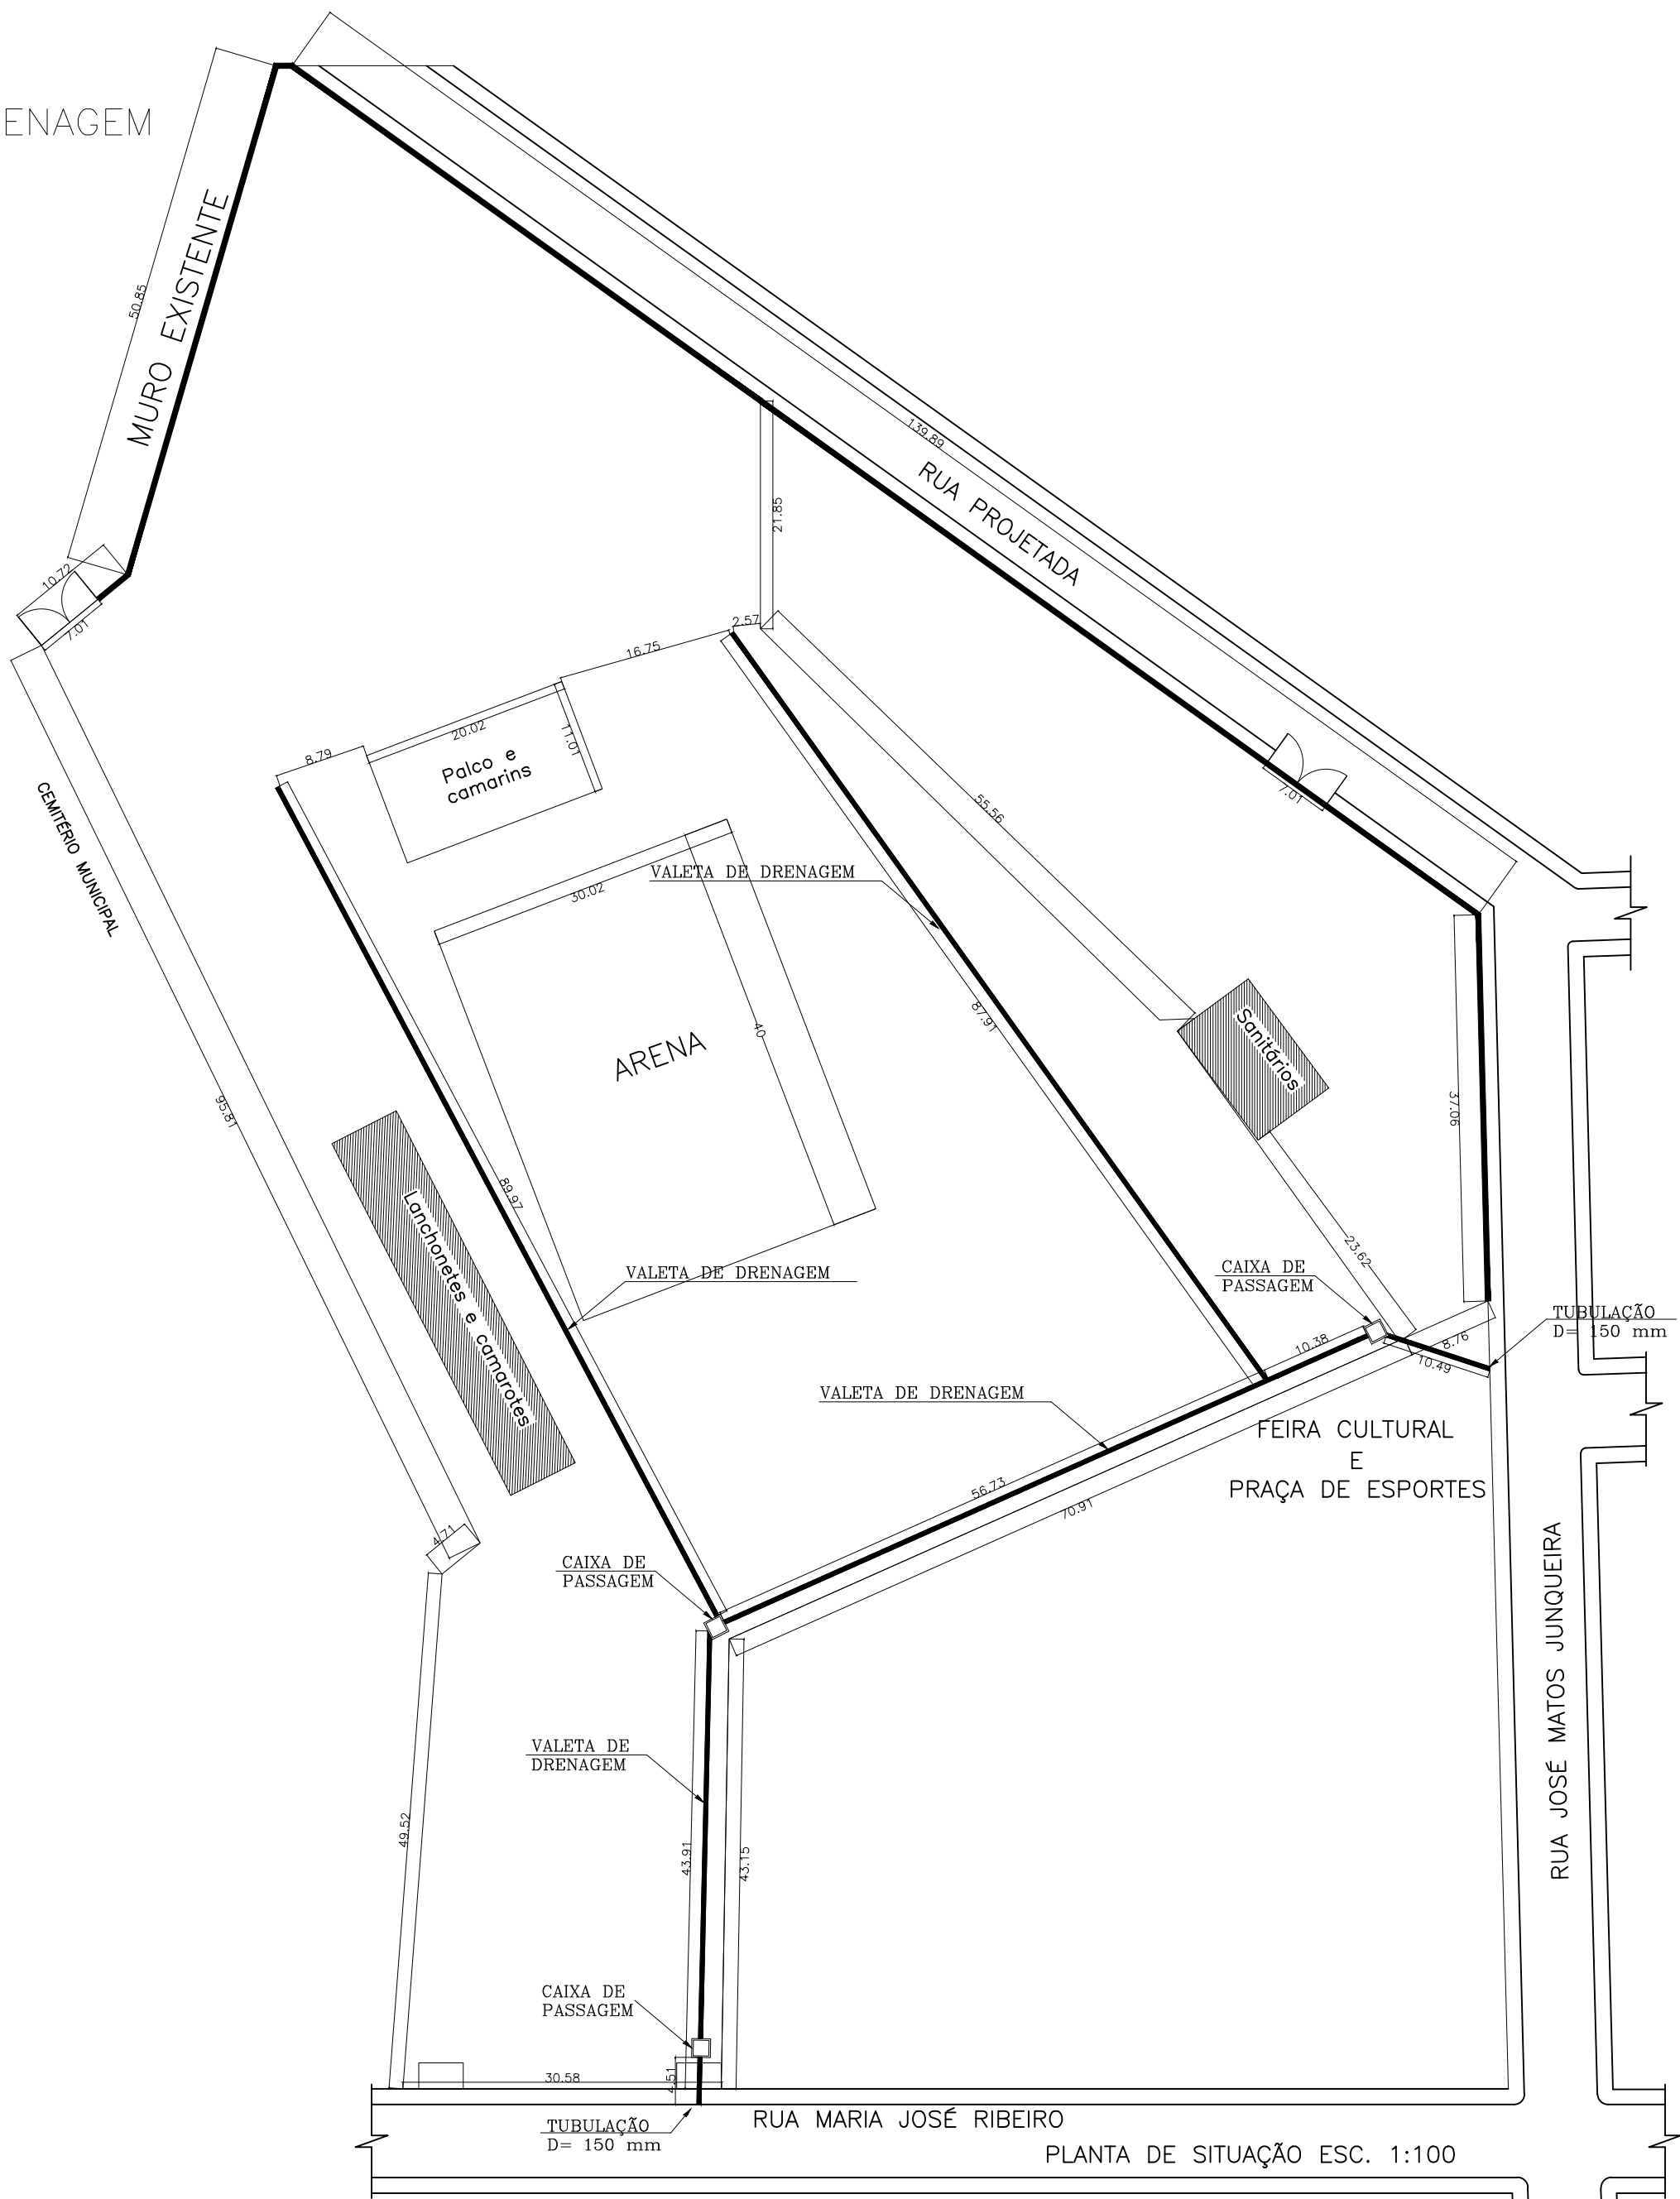 ENAGEM
50.85
MURO EXISTENTE
139.89
RUA PROJETADA
21.85
10.72
7.01
2.57
16.75
20.02
11.01
8.79
Palco e
camarins
7.01
55.56
CEMITÉRIO MUNICIPAL
VALETA DE DRENAGEM
30.02
40
87.91
ARENA
Sanitários
37.06
95.81
89.97
Lanchonetes e camarotes
VALETA DE DRENAGEM
23.62
CAIXA DE
PASSAGEM
TUBULAÇÃO
D= 150 mm
10.38
8.76
10.49
VALETA DE DRENAGEM
FEIRA CULTURAL
E
PRAÇA DE ESPORTES
56.73
70.91
4.71
CAIXA DE
PASSAGEM
RUA JOSÉ MATOS JUNQUEIRA
VALETA DE
DRENAGEM
49.52
43.91
43.15
CAIXA DE
PASSAGEM
30.58
4.51
TUBULAÇÃO
D= 150 mm
RUA MARIA JOSÉ RIBEIRO
PLANTA DE SITUAÇÃO ESC. 1:100